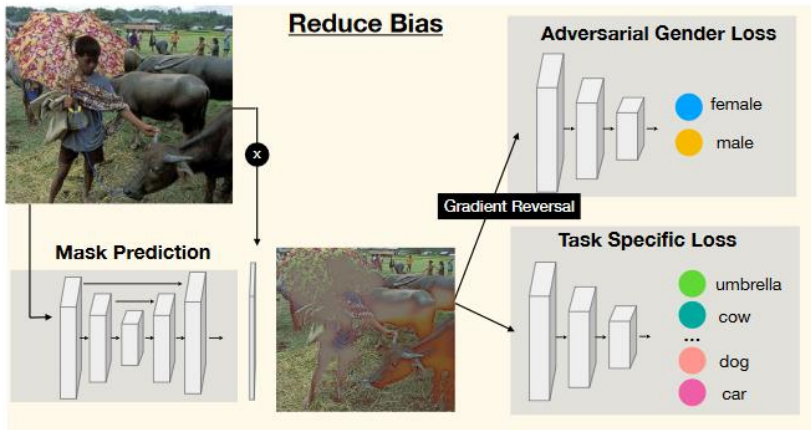 Reduce Bias
Adversarial Gender Loss
female
male
x
Gradient Reversal
Mask Prediction
Task Specific Loss
umbrella
cow
...
dog
car